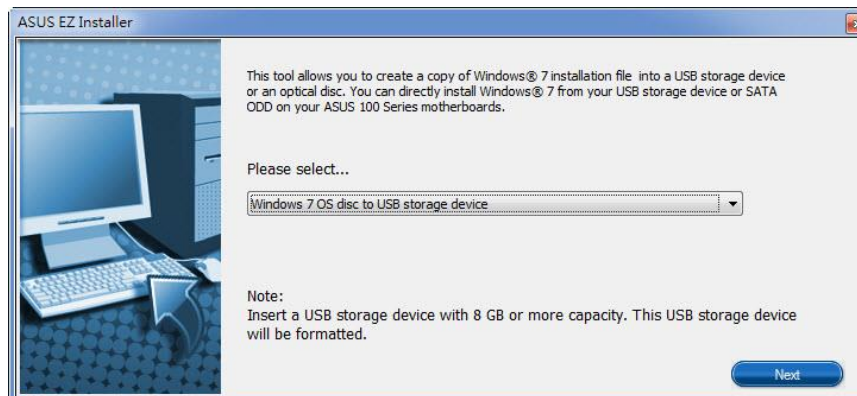 ASUS EZ Installer
This tool allows you to create a copy of Windows® 7 installation file into a USB storage device
or an optical disc. You can directly install Windows® 7 from your USB storage device or SATA
ODD on your ASUS 100 Series motherboards.
Please select...
Windows 7 OS disc to USB storage device
Note:
Insert a USB storage device with 8 GB or more capacity. This USB storage device
will be formatted.
Next